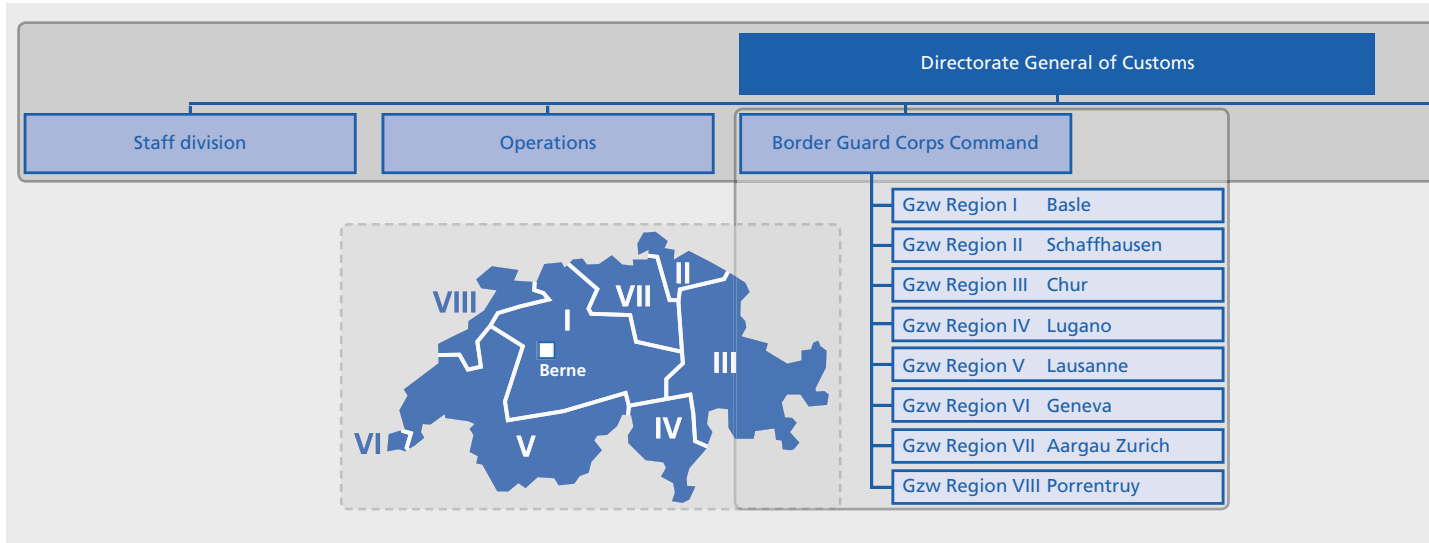 Directorate General of Customs
Staff division
Operations
Border Guard Corps Command
Gzw Region I Basle
Gzw Region II Schaffhausen
Gzw Region III Chur
Gzw Region IV Lugano
Gzw Region V Lausanne
Gzw Region VI Geneva
Gzw Region VII Aargau Zurich
Gzw Region VIII Porrentruy
II
VII
VIII
I
III
Berne
IV
VI
V